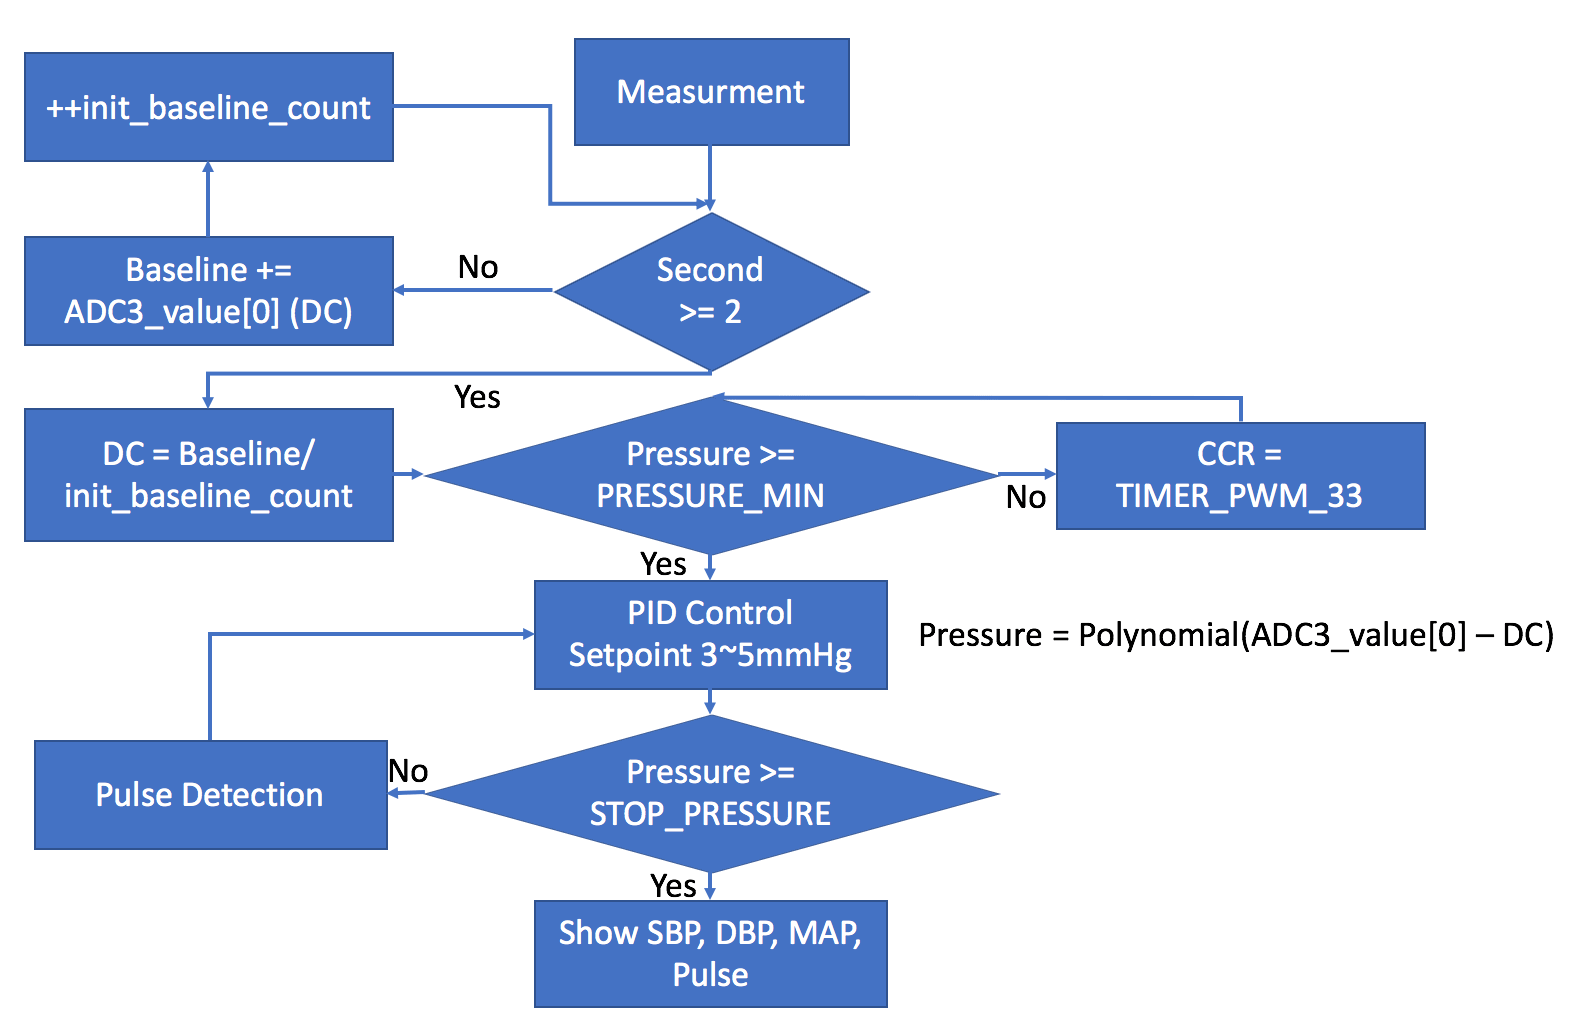 Measurment
++init_baseline_count
Second
>= 2
No
Baseline +=
ADC3_value[0] (DC)
Yes
DC = Baseline/
init_baseline_count
Pressure >=
PRESSURE_MIN
No
CCR =
TIMER_PWM_33
Yes
PID Control
Setpoint 3~5mmHg
Pressure = Polynomial(ADC3_value[0] – DC)
Pressure >=
STOP_PRESSURE
No
Pulse Detection
Yes
Show SBP, DBP, MAP,
Pulse